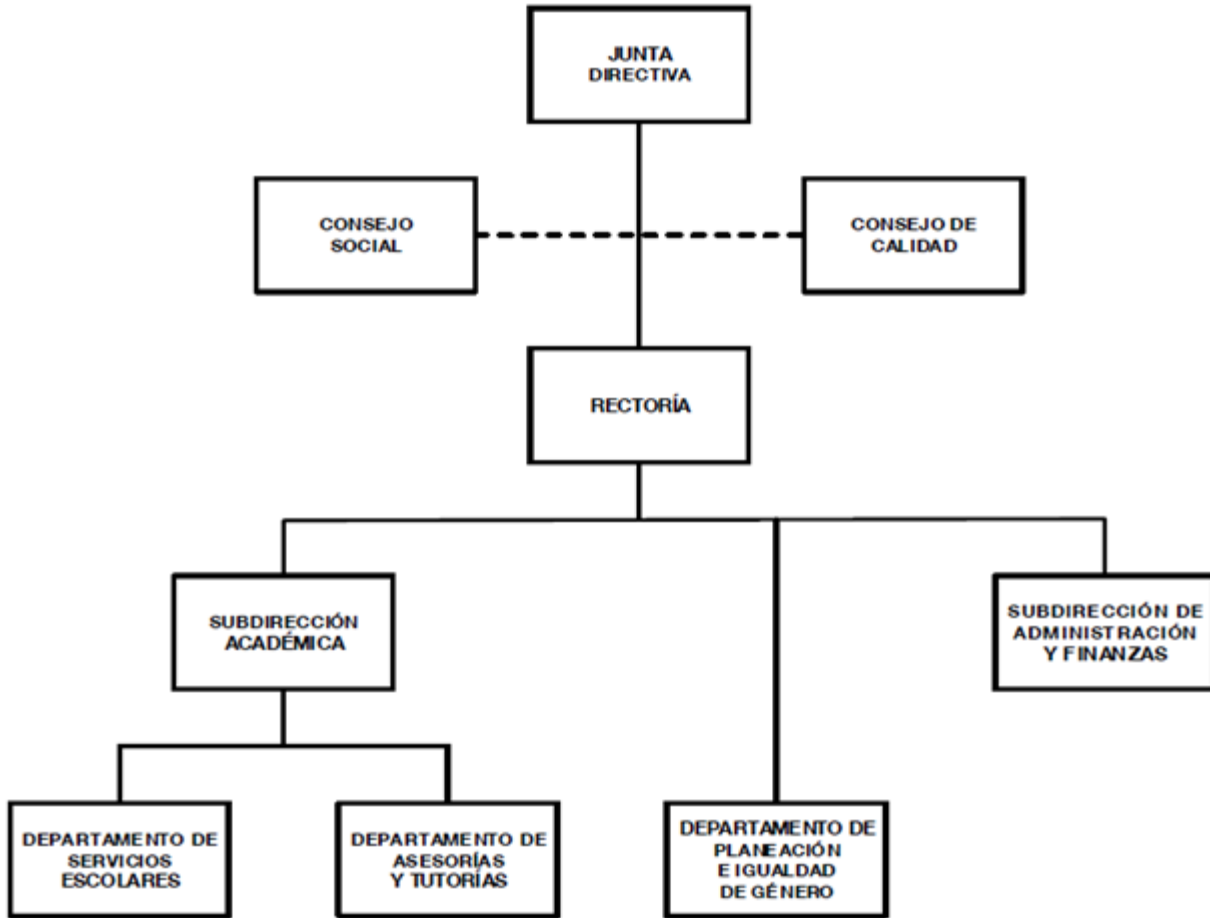 JUNTA
DIRECTIVA
CONSEJO
SOCIAL
CONSEJO DE
CALIDAD
RECTORÍA
SUBDIRECCIÓN
ACADÉMICA
SUBDIRECCIÓN DE
ADMINISTRACIÓN
Y FINANZAS
DEPARTAMENTO DE
SERVICIOS
ESCOLARES
DEPARTAMENTO DE
ASESORÍAS
Y TUTORÍAS
DEPARTAMENTO DE
PLANEACIÓN
E IGUALDAD
DE GÉNERO